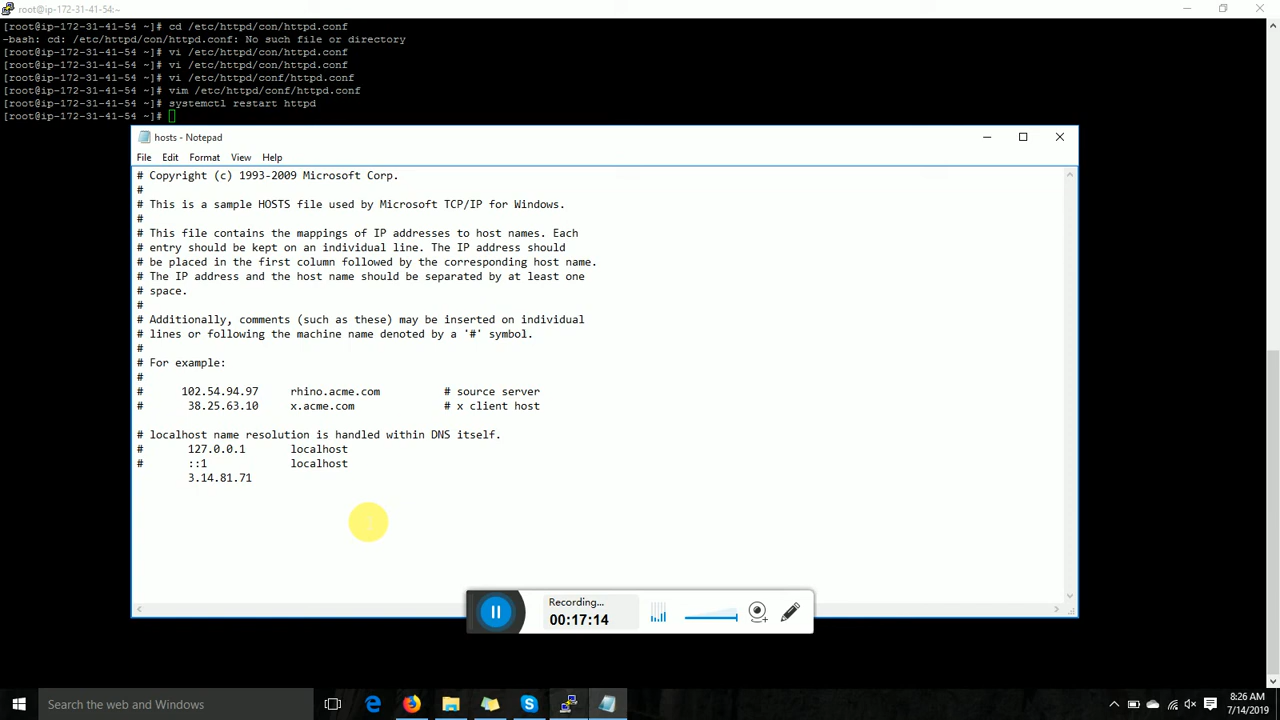 root@ip-172-31-41-54:~
[root@ip-172-31-41-54 ~]# cd /etc/httpd/con/httpd.conf
-bash: cd: /etc/httpd/con/httpd.conf: No such file or directory
[root@ip-172-31-41-54 ~]# vi /etc/httpd/con/httpd.conf
[root@ip-172-31-41-54 ~]# vi /etc/httpd/con/httpd.conf
[root@ip-172-31-41-54 ~]# vi /etc/httpd/conf/httpd.conf
[root@ip-172-31-41-54 ~]# vim /etc/httpd/conf/httpd.conf
[root@ip-172-31-41-54 ~]# systemctl restart httpd
[root@ip-172-31-41-54 ~]#
hosts - Notepad
File Edit Format View Help
# Copyright (c) 1993-2009 Microsoft Corp.
#
# This is a sample HOSTS file used by Microsoft TCP/IP for Windows.
#
# This file contains the mappings of IP addresses to host names. Each
# entry should be kept on an individual line. The IP address should
# be placed in the first column followed by the corresponding host name.
# The IP address and the host name should be separated by at least one
# space.
#
# Additionally, comments (such as these) may be inserted on individual
# lines or following the machine name denoted by a '#' symbol.
#
# For example:
#
# 102.54.94.97 rhino.acme.com # source server
# 38.25.63.10 x.acme.com # x client host
# localhost name resolution is handled within DNS itself.
# 127.0.0.1 localhost
# ::1 localhost
3.14.81.71
Recording...
00:17:14
Search the web and Windows
8:26 AM
7/14/2019